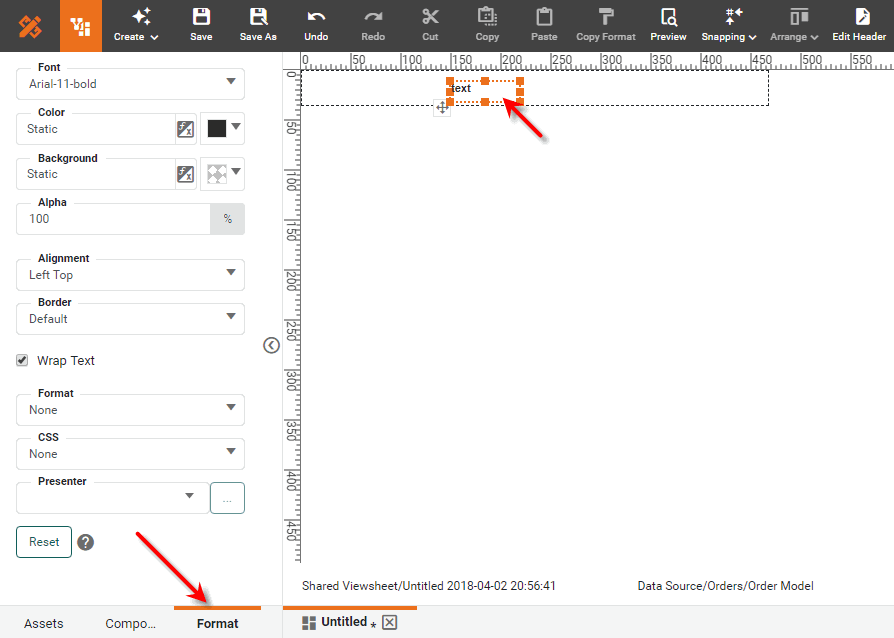 Create Save Save As Undo Redo Cut Copy Paste Copy Format Preview Snapping Arrange Edit Header
0 50 100 150 200 250 300 350 400 450 500 550
Font
Arial-11-bold
Color
Static
Background
Static
Alpha
100 %
Alignment
Left Top
Border
Default
Wrap Text
Format
None
CSS
None
Presenter
...
Reset ?
text
0
50
100
150
200
250
300
350
400
450
Shared Viewsheet/Untitled 2018-04-02 20:56:41 Data Source/Orders/Order Model
Assets Compo... Format Untitled *